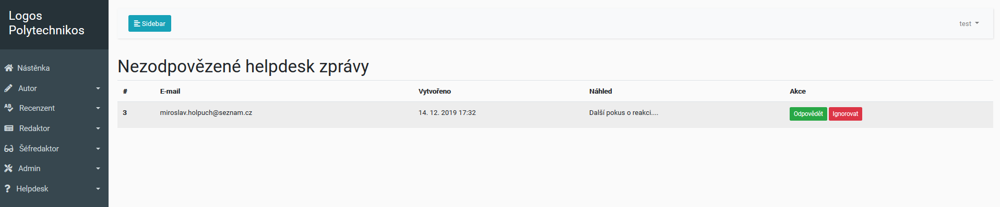 Logos
Polytechnikos
Sidebar
test
Nástěnka
Autor
Recenzent
Redaktor
Šéfredaktor
Admin
Helpdesk
Nezodpovězené helpdesk zprávy
# E-mail Vytvořeno Náhled Akce
3 miroslav.holpuch@seznam.cz 14. 12. 2019 17:32 Další pokus o reakci.... Odpovědět Ignorovat